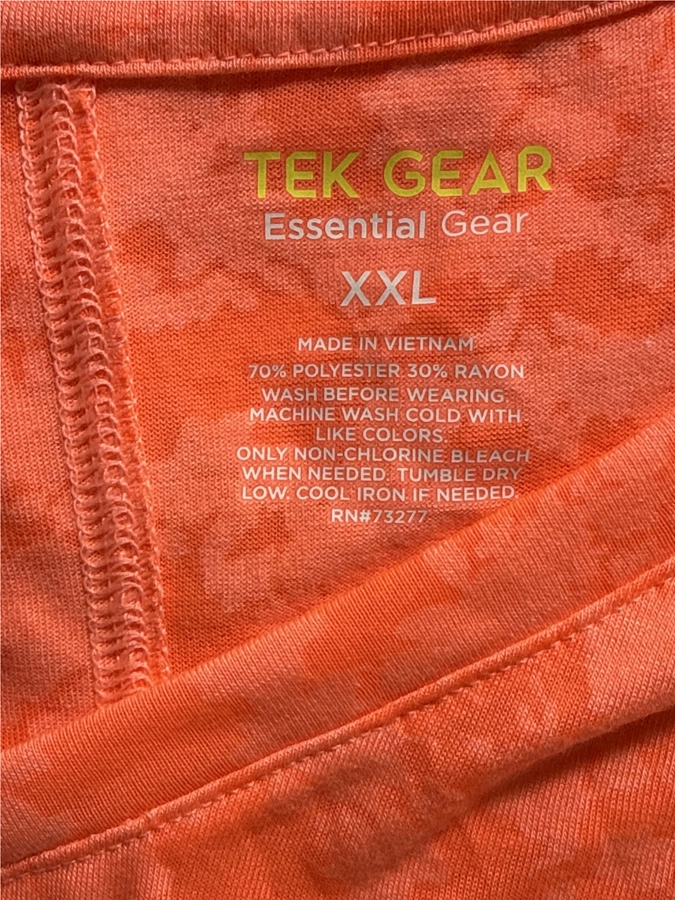 TEK GEAR
Essential Gear
XXL
MADE IN VIETNAM
70% POLYESTER 30% RAYON
WASH BEFORE WEARING.
MACHINE WASH COLD WITH
LIKE COLORS.
ONLY NON-CHLORINE BLEACH
WHEN NEEDED. TUMBLE DRY
LOW. COOL IRON IF NEEDED.
RN#73277